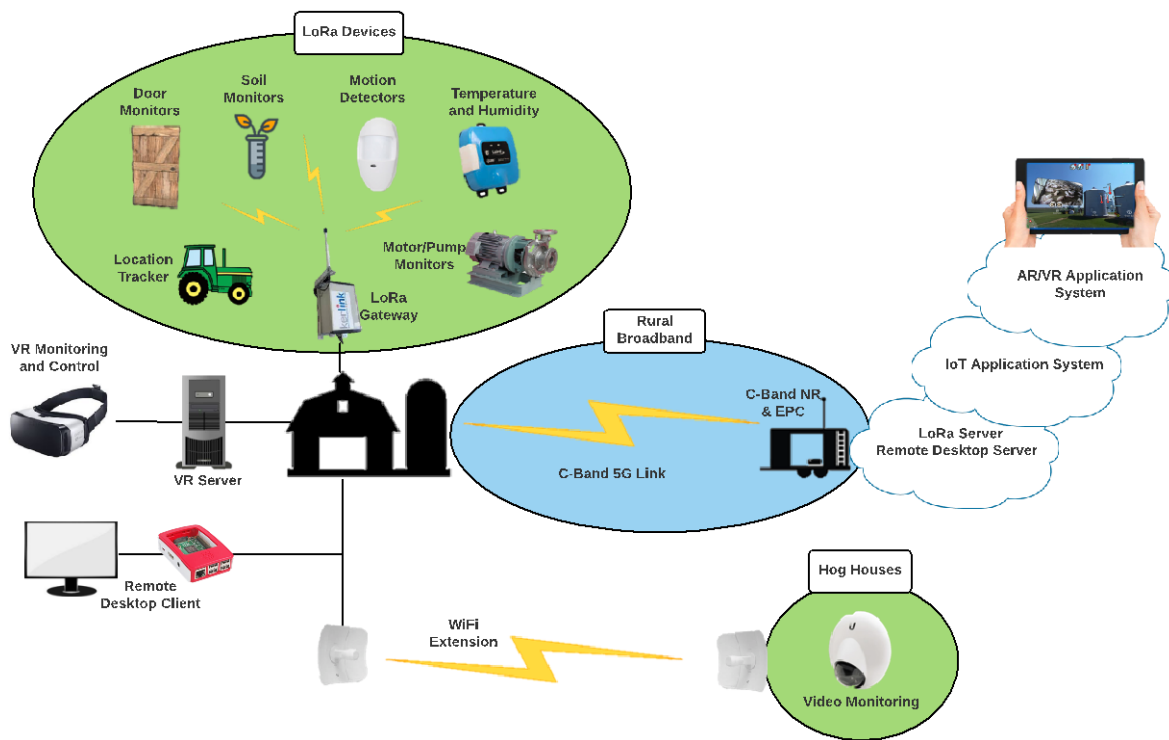 LoRa Devices
Door
Monitors
Soil
Monitors
Motion
Detectors
Temperature
and Humidity
Location
Tracker
Motor/Pump
Monitors
LoRa
Gateway
kerlink
AR/VR Application
System
IoT Application System
LoRa Server
Remote Desktop Server
Rural
Broadband
C-Band NR
& EPC
C-Band 5G Link
VR Monitoring
and Control
VR Server
Remote
Desktop Client
WiFi
Extension
Hog Houses
Video Monitoring